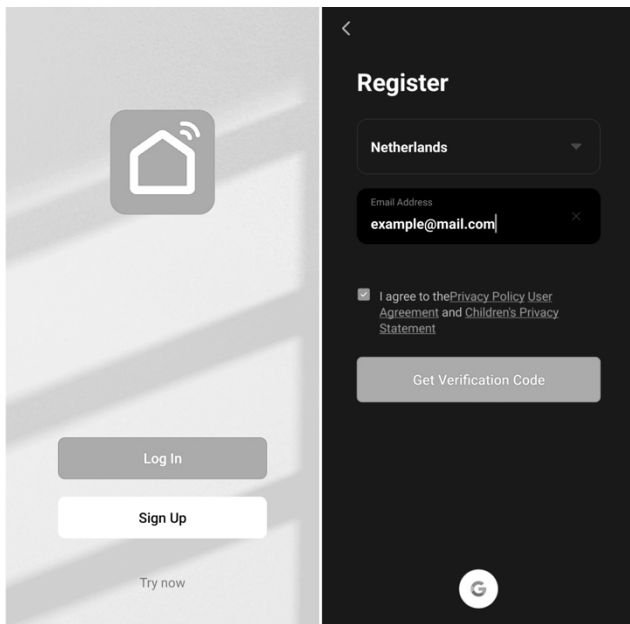 Log In
Sign Up
Try now
Register
Netherlands
Email Address
example@mail.com
I agree to thePrivacy Policy User
Agreement and Children's Privacy
Statement
Get Verification Code
G